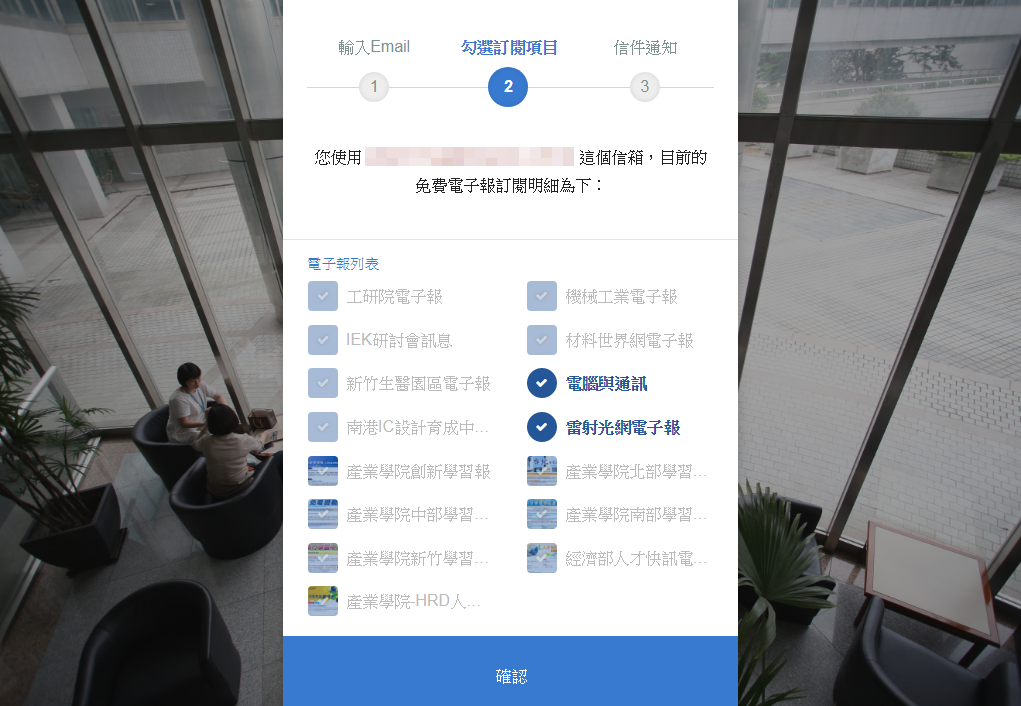 輸入Email
勾選訂閱項目
信件通知
1
2
3
您使用 這個信箱，目前的
免費電子報訂閱明細為下：
電子報列表
工研院電子報
機械工業電子報
IEK研討會訊息
材料世界網電子報
新竹生醫園區電子報
電腦與通訊
南港IC設計育成中...
雷射光網電子報
產業學院創新學習報
產業學院北部學習...
產業學院中部學習...
產業學院南部學習...
產業學院新竹學習...
經濟部人才快訊電...
產業學院-HRD人...
確認